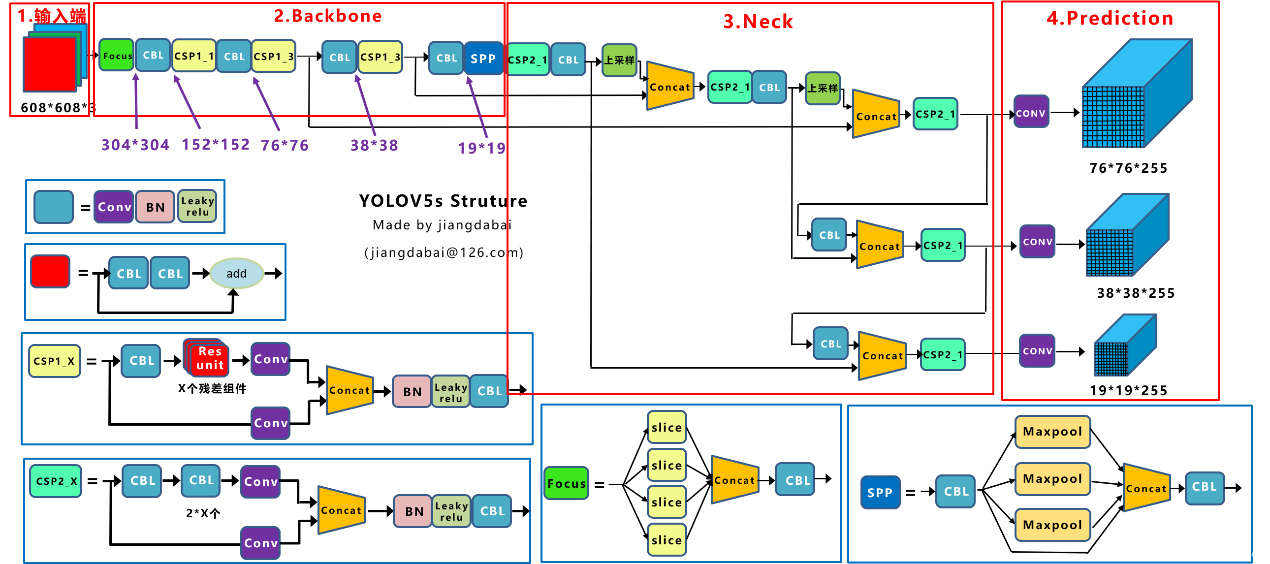 1.输入端
2.Backbone
3.Neck
4.Prediction
608*608*3
Focus
CBL
CSP1_1
CBL
CSP1_3
CBL
CSP1_3
CBL
SPP
CSP2_1
CBL
上采样
Concat
CSP2_1
CBL
上采样
Concat
CSP2_1
CONV
76*76*255
304*304
152*152
76*76
38*38
19*19
YOLOV5s Struture
Made by jiangdabai
(jiangdabai@126.com)
=
Conv
BN
Leaky
relu
CBL
Concat
CSP2_1
CONV
38*38*255
=
CBL
CBL
add
CBL
Concat
CSP2_1
CONV
19*19*255
CSP1_X
=
CBL
Res
unit
X个残差组件
Conv
Conv
Concat
BN
Leaky
relu
CBL
CSP2_X
=
CBL
CBL
2*X个
Conv
Conv
Concat
BN
Leaky
relu
CBL
Focus
=
slice
slice
slice
slice
Concat
CBL
SPP
=
CBL
Maxpool
Maxpool
Maxpool
Concat
CBL